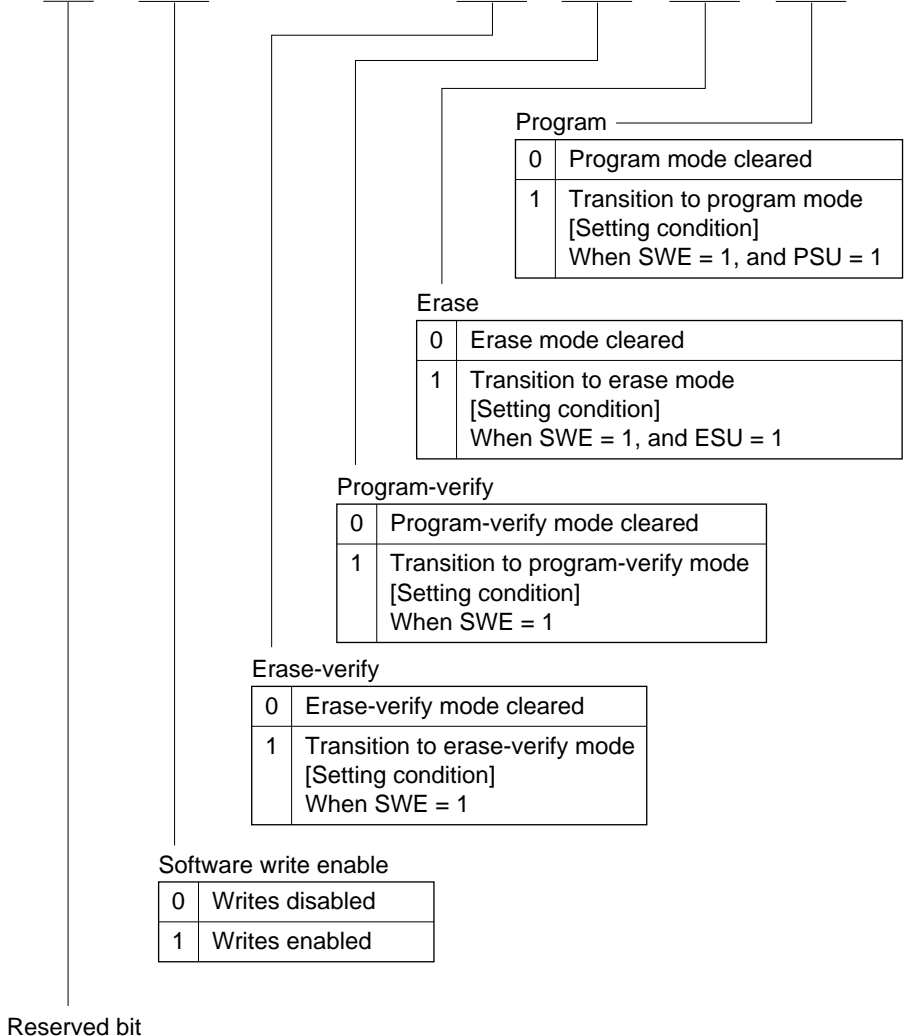 Program
0 Program mode cleared
1 Transition to program mode
[Setting condition]
When SWE = 1, and PSU = 1
Erase
0 Erase mode cleared
1 Transition to erase mode
[Setting condition]
When SWE = 1, and ESU = 1
Program-verify
0 Program-verify mode cleared
1 Transition to program-verify mode
[Setting condition]
When SWE = 1
Erase-verify
0 Erase-verify mode cleared
1 Transition to erase-verify mode
[Setting condition]
When SWE = 1
Software write enable
0 Writes disabled
1 Writes enabled
Reserved bit